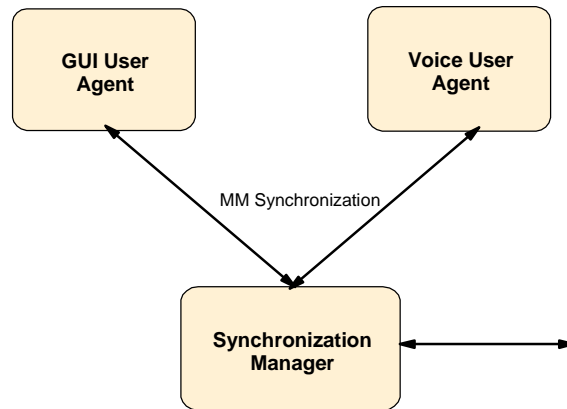 GUI User
Agent
Voice User
Agent
MM Synchronization
Synchronization
Manager